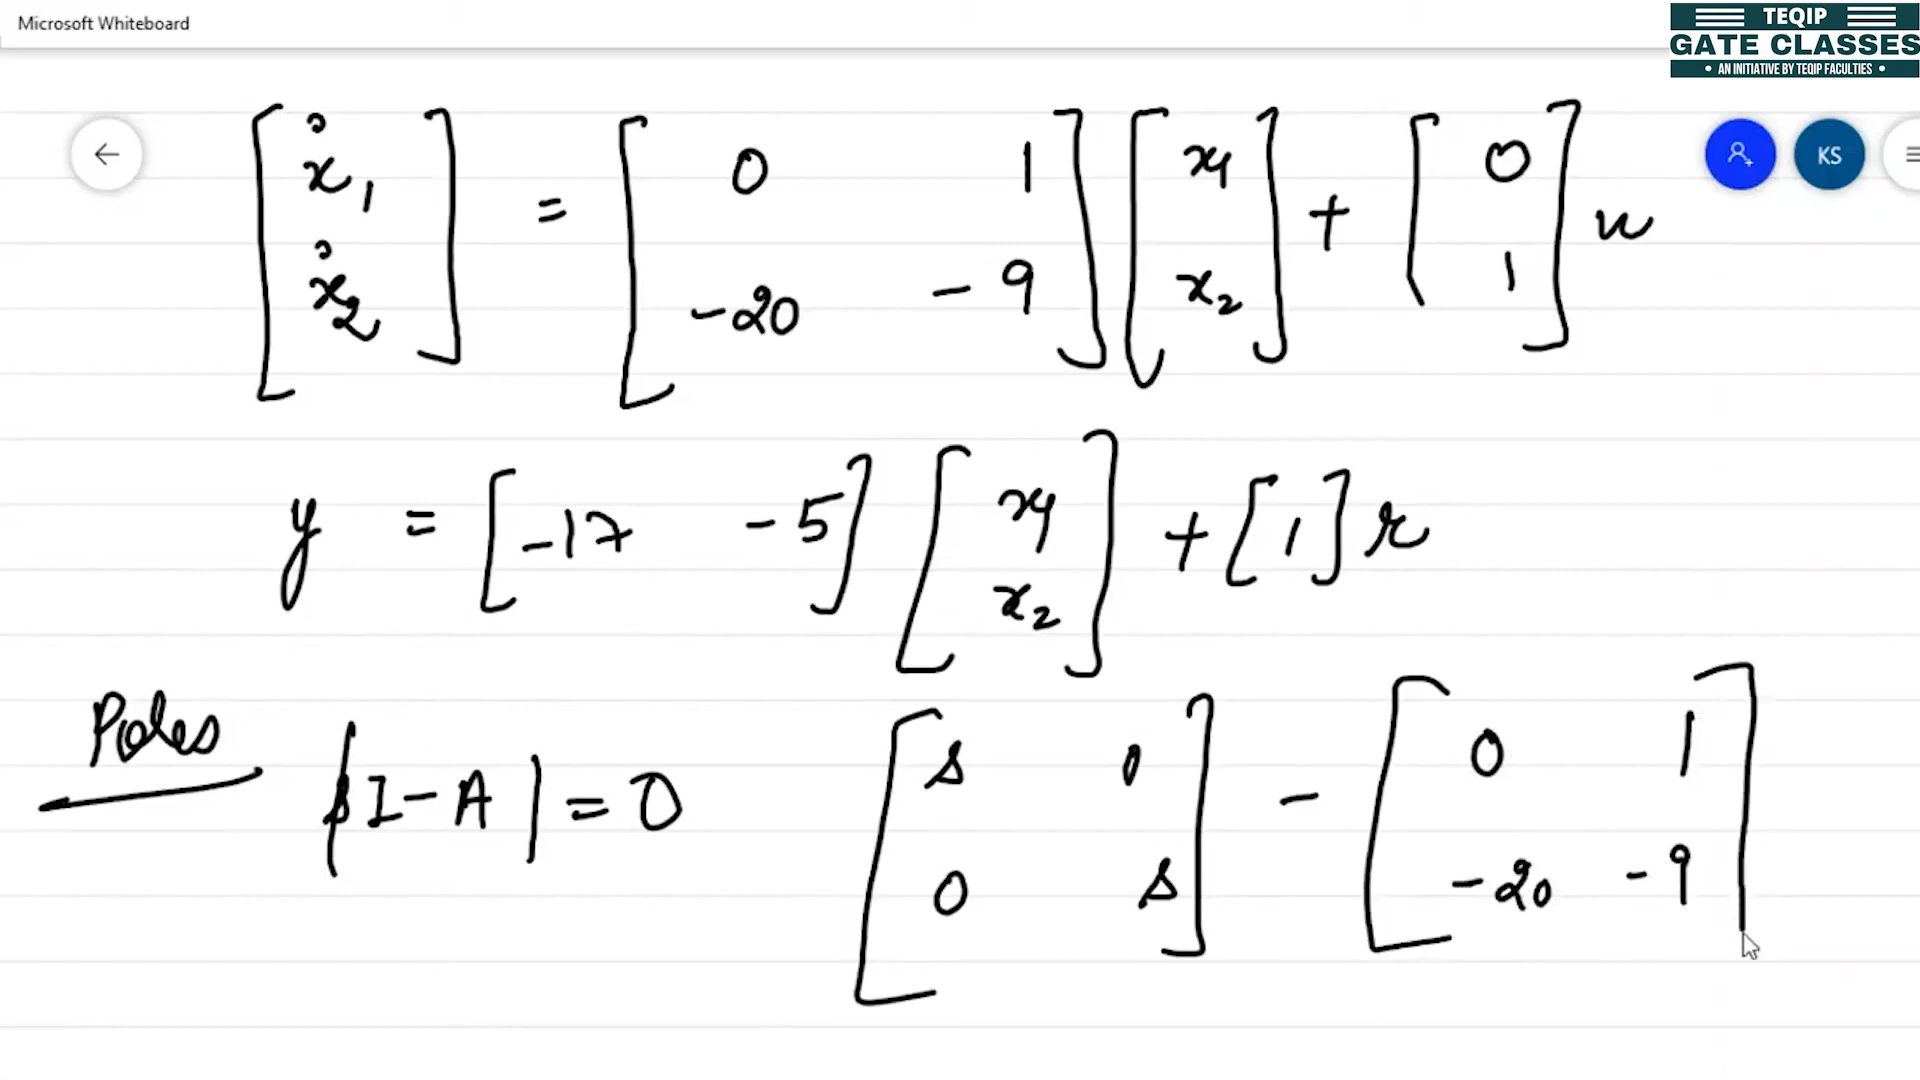 Microsoft Whiteboard
TEQIP
GATE CLASSES
• AN INITIATIVE BY TEQIP FACULTIES •
KS
[ẋ₁ ẋ₂] = [0 1 -20 -9] [x₁ x₂] + [0 1] u
y = [-17 -5] [x₁ x₂] + [1] r
Poles |sI-A| = 0 [s 0 0 s] - [0 1 -20 -9]